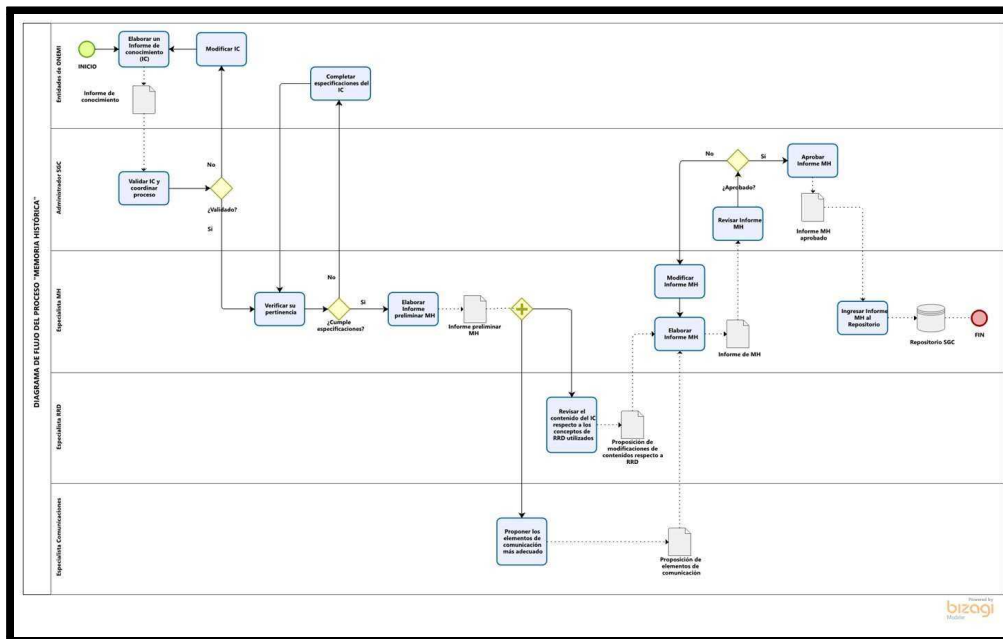 DIAGRAMA DE FLUJO DEL PROCESO "MEMORIA HISTÓRICA"
Entidades de ONEMI
INICIO
Elaborar un
Informe de
conocimiento
(IC)
Modificar IC
Informe de
conocimiento
Completar
especificaciones del
IC
Administrador SGC
Validar IC y
coordinar
proceso
No
¿Validado?
Si
No
¿Aprobado?
Si
Aprobar
Informe MH
Revisar Informe
MH
Informe MH
aprobado
Especialista MH
Verificar su
pertinencia
No
¿Cumple
especificaciones?
Si
Elaborar
Informe
preliminar MH
Informe preliminar
MH
Modificar
Informe MH
Elaborar
Informe MH
Informe de MH
Ingresar Informe
MH al
Repositorio
Repositorio SGC
FIN
Especialista RRD
Revisar el
contenido del IC
respecto a los
conceptos de
RRD utilizados
Proposición de
modificaciones de
contenidos respecto a
RRD
Especialista Comunicaciones
Proponer los
elementos de
comunicación
más adecuado
Proposición de
elementos de
comunicación
Powered by
bizagi
Modeler